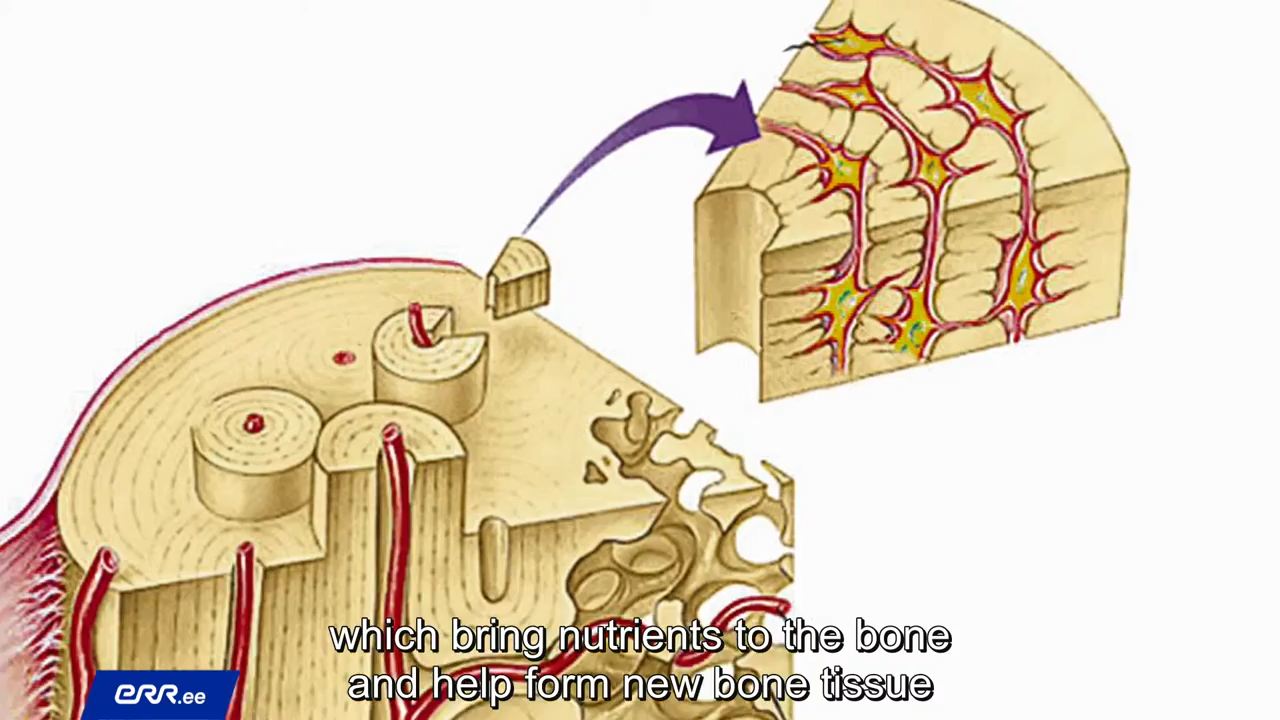 which bring nutrients to the bone
and help form new bone tissue
err.ee